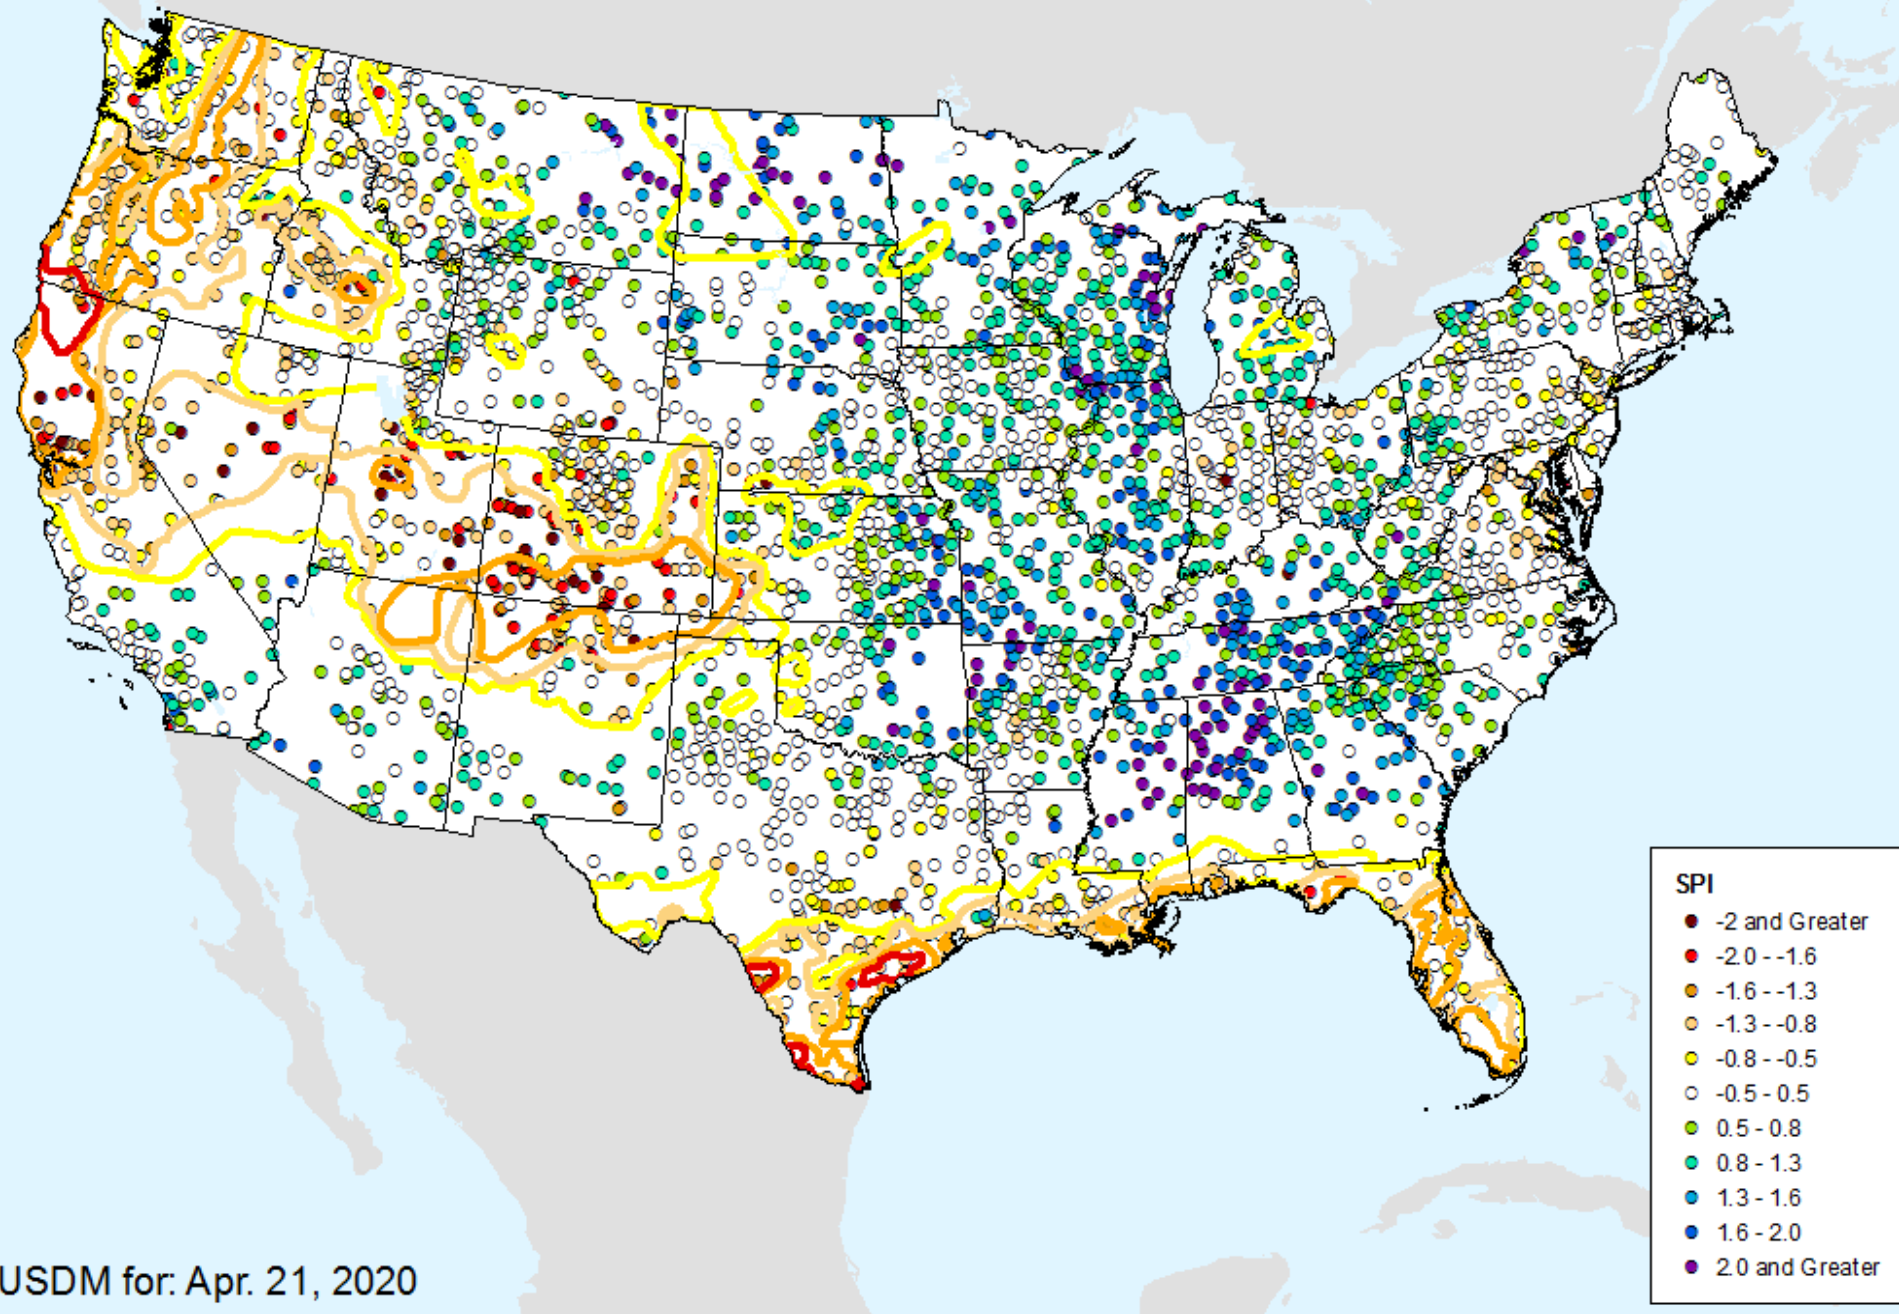 SPI
-2 and Greater
-2.0 - -1.6
-1.6 - -1.3
-1.3 - -0.8
-0.8 - -0.5
-0.5 - 0.5
0.5 - 0.8
0.8 - 1.3
1.3 - 1.6
1.6 - 2.0
2.0 and Greater
USDM for: Apr. 21, 2020